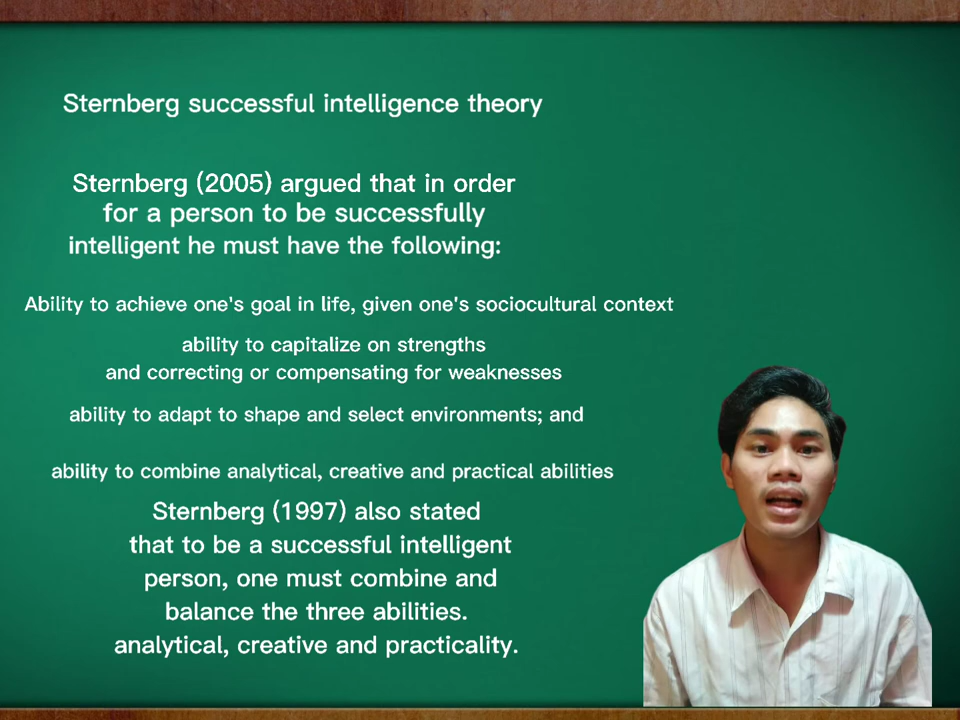 Sternberg successful intelligence theory
Sternberg (2005) argued that in order
for a person to be successfully
intelligent he must have the following:
Ability to achieve one's goal in life, given one's sociocultural context
ability to capitalize on strengths
and correcting or compensating for weaknesses
ability to adapt to shape and select environments; and
ability to combine analytical, creative and practical abilities
Sternberg (1997) also stated
that to be a successful intelligent
person, one must combine and
balance the three abilities.
analytical, creative and practicality.